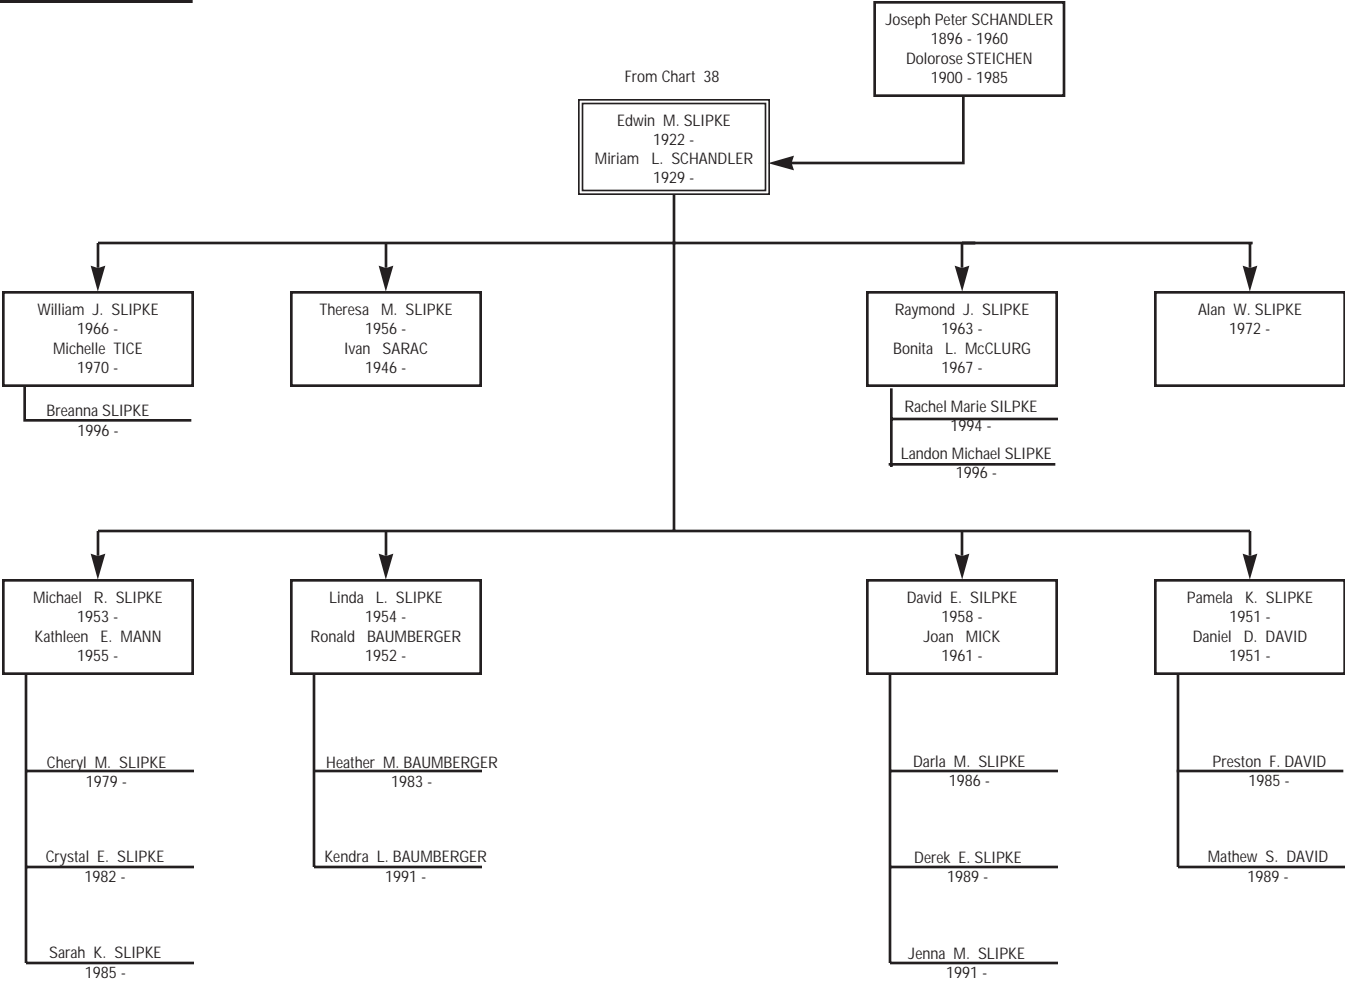 Joseph Peter SCHANDLER
1896 - 1960
Dolorose STEICHEN
1900 - 1985
From Chart 38
Edwin M. SLIPKE
1922 -
Miriam L. SCHANDLER
1929 -
William J. SLIPKE
1966 -
Michelle TICE
1970 -
Breanna SLIPKE
1996 -
Theresa M. SLIPKE
1956 -
Ivan SARAC
1946 -
Raymond J. SLIPKE
1963 -
Bonita L. McCLURG
1967 -
Rachel Marie SILPKE
1994 -
Landon Michael SLIPKE
1996 -
Alan W. SLIPKE
1972 -
Michael R. SLIPKE
1953 -
Kathleen E. MANN
1955 -
Cheryl M. SLIPKE
1979 -
Crystal E. SLIPKE
1982 -
Sarah K. SLIPKE
1985 -
Linda L. SLIPKE
1954 -
Ronald BAUMBERGER
1952 -
Heather M. BAUMBERGER
1983 -
Kendra L. BAUMBERGER
1991 -
David E. SILPKE
1958 -
Joan MICK
1961 -
Darla M. SLIPKE
1986 -
Derek E. SLIPKE
1989 -
Jenna M. SLIPKE
1991 -
Pamela K. SLIPKE
1951 -
Daniel D. DAVID
1951 -
Preston F. DAVID
1985 -
Mathew S. DAVID
1989 -